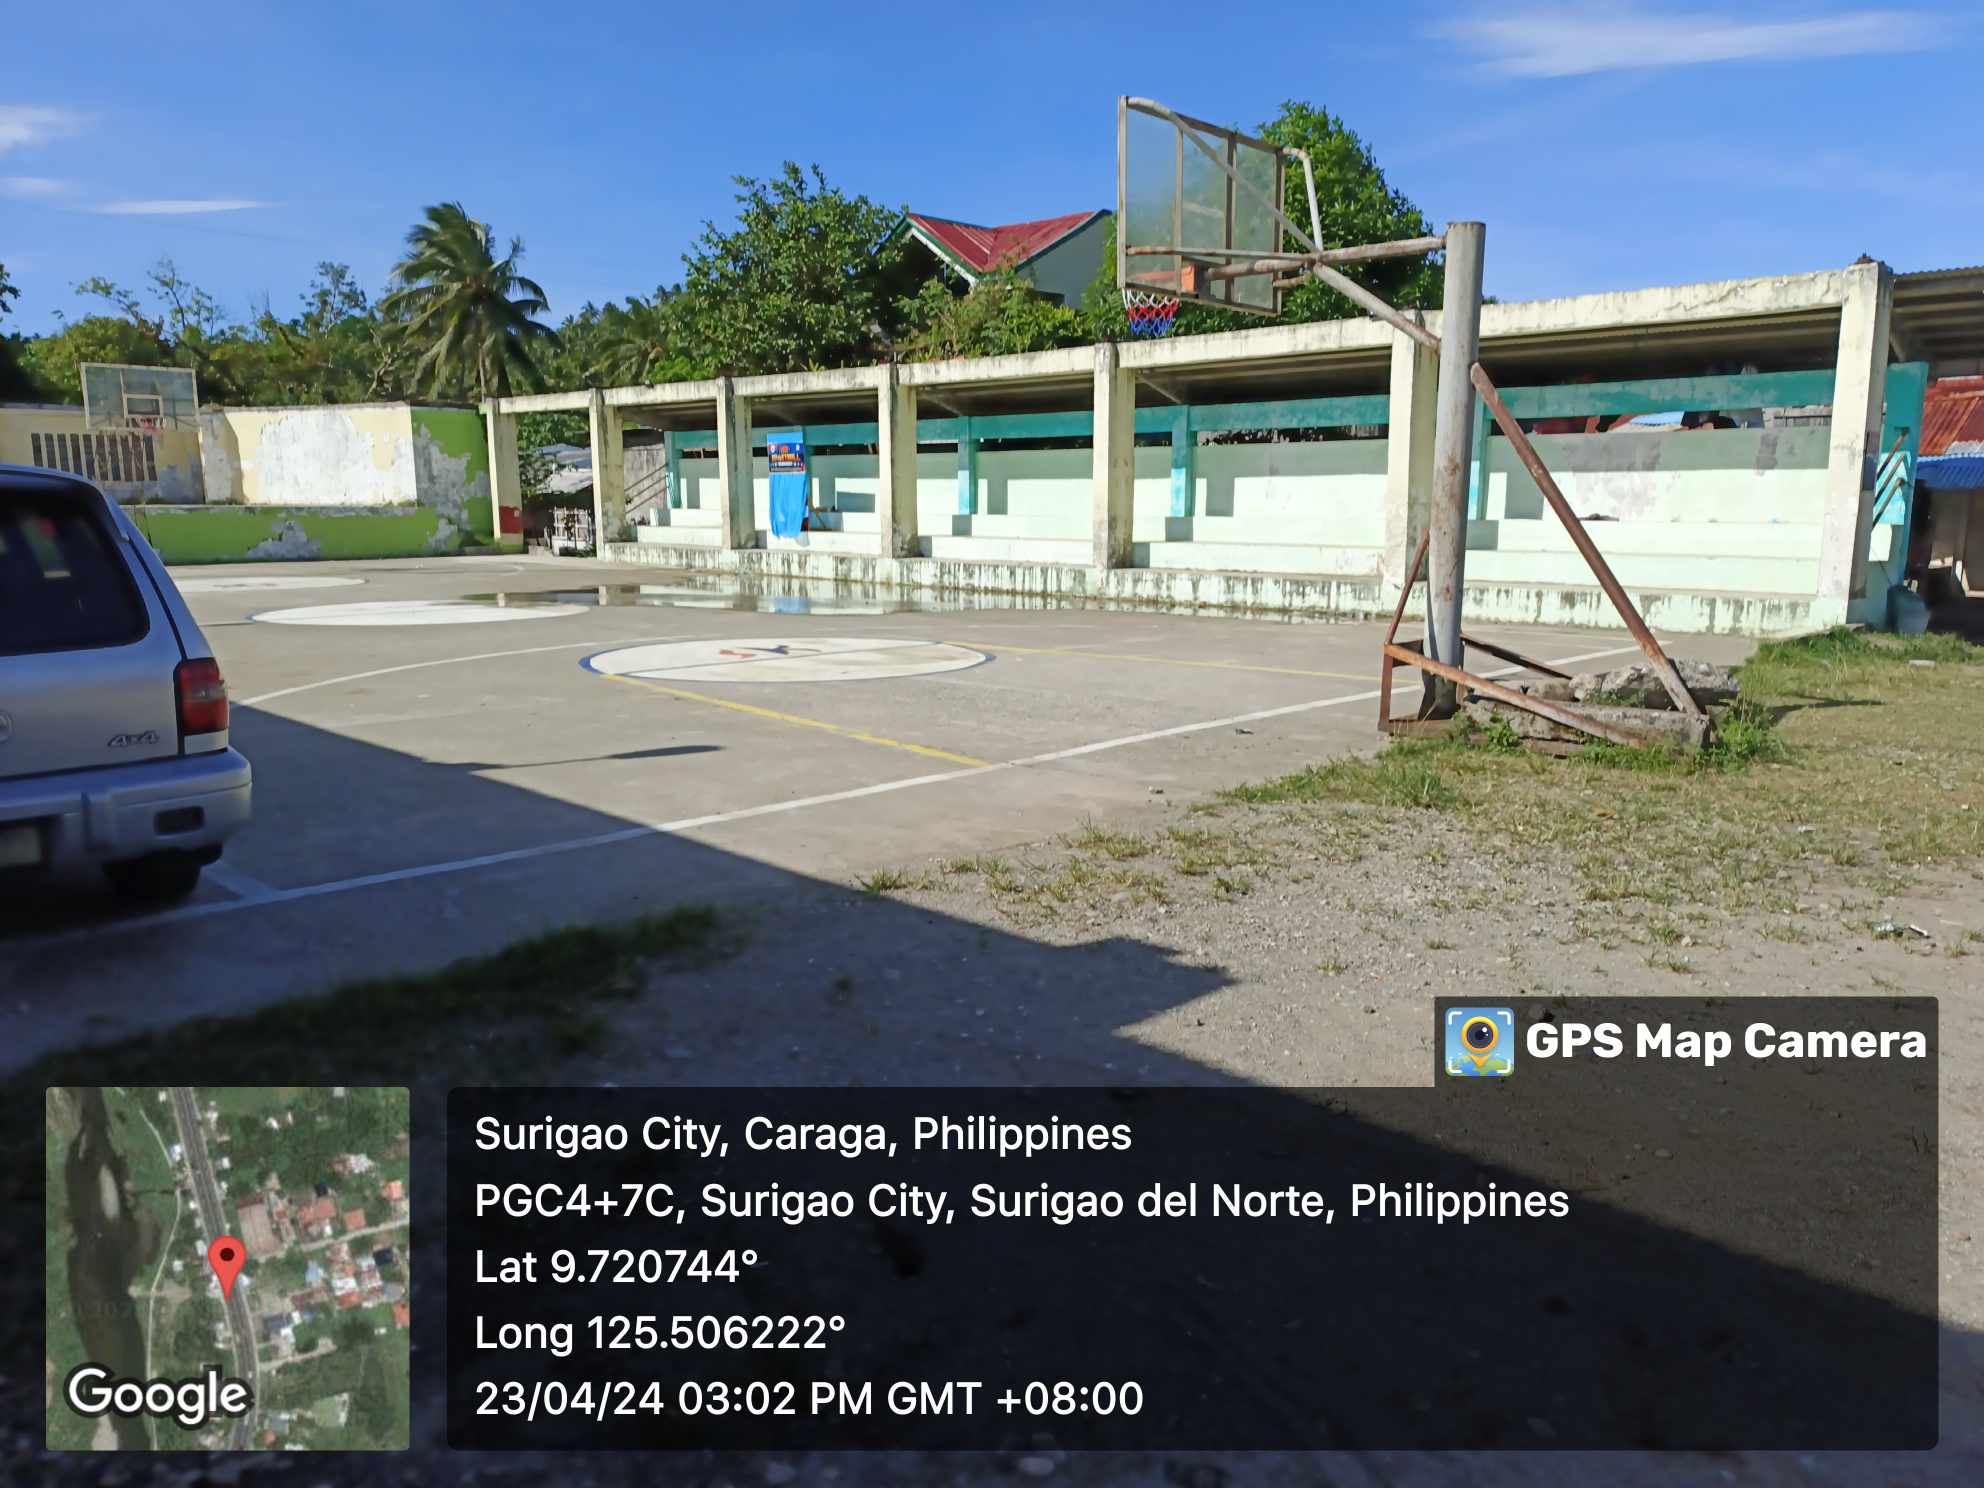 4x4
GPS Map Camera
Google
Surigao City, Caraga, Philippines
PGC4+7C, Surigao City, Surigao del Norte, Philippines
Lat 9.720744°
Long 125.506222°
23/04/24 03:02 PM GMT +08:00